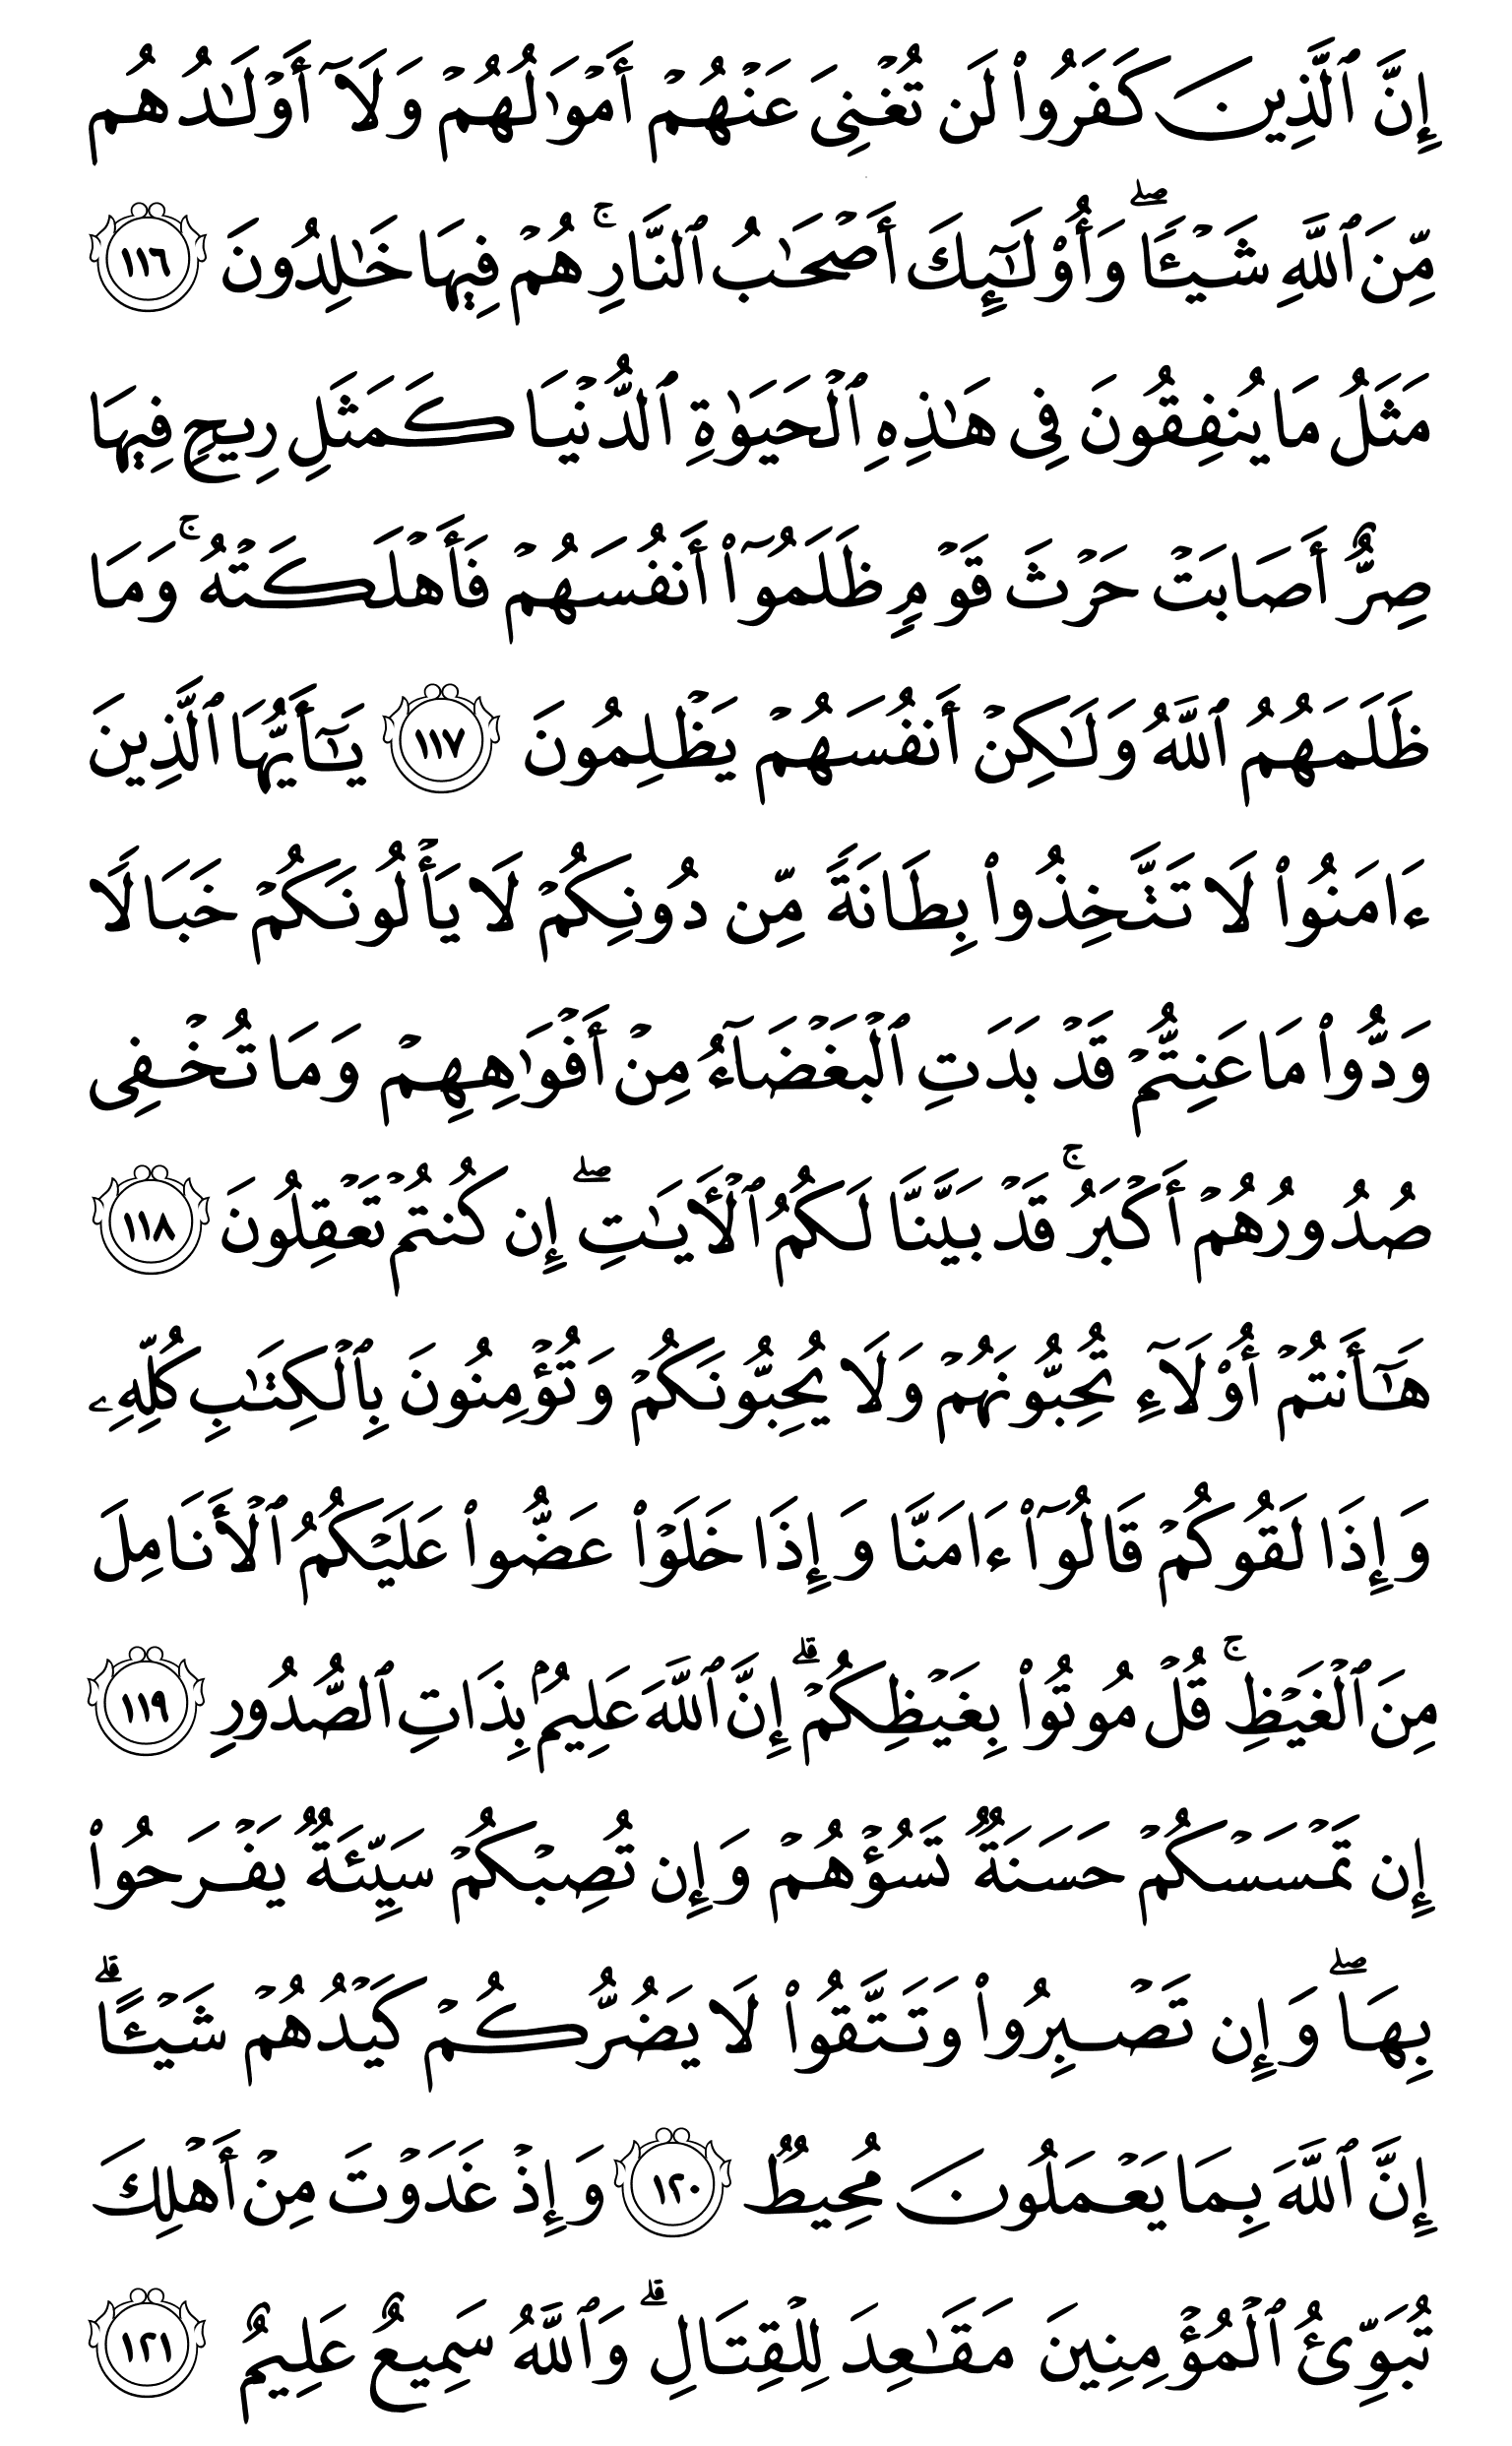 إِنَّ ٱلَّذِينَ كَفَرُوا۟ لَن تُغْنِىَ عَنْهُمْ أَمْوَٰلُهُمْ وَلَآ أَوْلَـٰدُهُم
مِّنَ ٱللَّهِ شَيْـًٔا ۖ وَأُو۟لَـٰٓئِكَ أَصْحَـٰبُ ٱلنَّارِ ۚ هُمْ فِيهَا خَـٰلِدُونَ ١١٦
مَثَلُ مَا يُنفِقُونَ فِى هَـٰذِهِ ٱلْحَيَوٰةِ ٱلدُّنْيَا كَمَثَلِ رِيحٍ فِيهَا
صِرٌّ أَصَابَتْ حَرْثَ قَوْمٍ ظَلَمُوٓا۟ أَنفُسَهُمْ فَأَهْلَكَتْهُ ۚ وَمَا
ظَلَمَهُمُ ٱللَّهُ وَلَـٰكِنْ أَنفُسَهُمْ يَظْلِمُونَ ١١٧ يَـٰٓأَيُّهَا ٱلَّذِينَ
ءَامَنُوا۟ لَا تَتَّخِذُوا۟ بِطَانَةً مِّن دُونِكُمْ لَا يَأْلُونَكُمْ خَبَالًا
وَدُّوا۟ مَا عَنِتُّمْ قَدْ بَدَتِ ٱلْبَغْضَآءُ مِنْ أَفْوَٰهِهِمْ وَمَا تُخْفِى
صُدُورُهُمْ أَكْبَرُ ۚ قَدْ بَيَّنَّا لَكُمُ ٱلْـَٔايَـٰتِ ۖ إِن كُنتُمْ تَعْقِلُونَ ١١٨
هَـٰٓأَنتُمْ أُو۟لَآءِ تُحِبُّونَهُمْ وَلَا يُحِبُّونَكُمْ وَتُؤْمِنُونَ بِٱلْكِتَـٰبِ كُلِّهِۦ
وَإِذَا لَقُوكُمْ قَالُوٓا۟ ءَامَنَّا وَإِذَا خَلَوْا۟ عَضُّوا۟ عَلَيْكُمُ ٱلْأَنَامِلَ
مِنَ ٱلْغَيْظِ ۚ قُلْ مُوتُوا۟ بِغَيْظِكُمْ ۗ إِنَّ ٱللَّهَ عَلِيمٌۢ بِذَاتِ ٱلصُّدُورِ ١١٩
إِن تَمْسَسْكُمْ حَسَنَةٌ تَسُؤْهُمْ وَإِن تُصِبْكُمْ سَيِّئَةٌ يَفْرَحُوا۟
بِهَا ۖ وَإِن تَصْبِرُوا۟ وَتَتَّقُوا۟ لَا يَضُرُّكُمْ كَيْدُهُمْ شَيْـًٔا ۗ
إِنَّ ٱللَّهَ بِمَا يَعْمَلُونَ مُحِيطٌ ١٢٠ وَإِذْ غَدَوْتَ مِنْ أَهْلِكَ
تُبَوِّئُ ٱلْمُؤْمِنِينَ مَقَـٰعِدَ لِلْقِتَالِ ۗ وَٱللَّهُ سَمِيعٌ عَلِيمٌ ١٢١